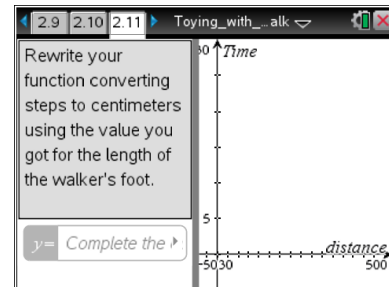 2.9 2.10 2.11 Toying_with_...alk
Rewrite your
function converting
steps to centimeters
using the value you
got for the length of
the walker's foot.
y= Complete the
30 Time
5
distance
-50 30 500